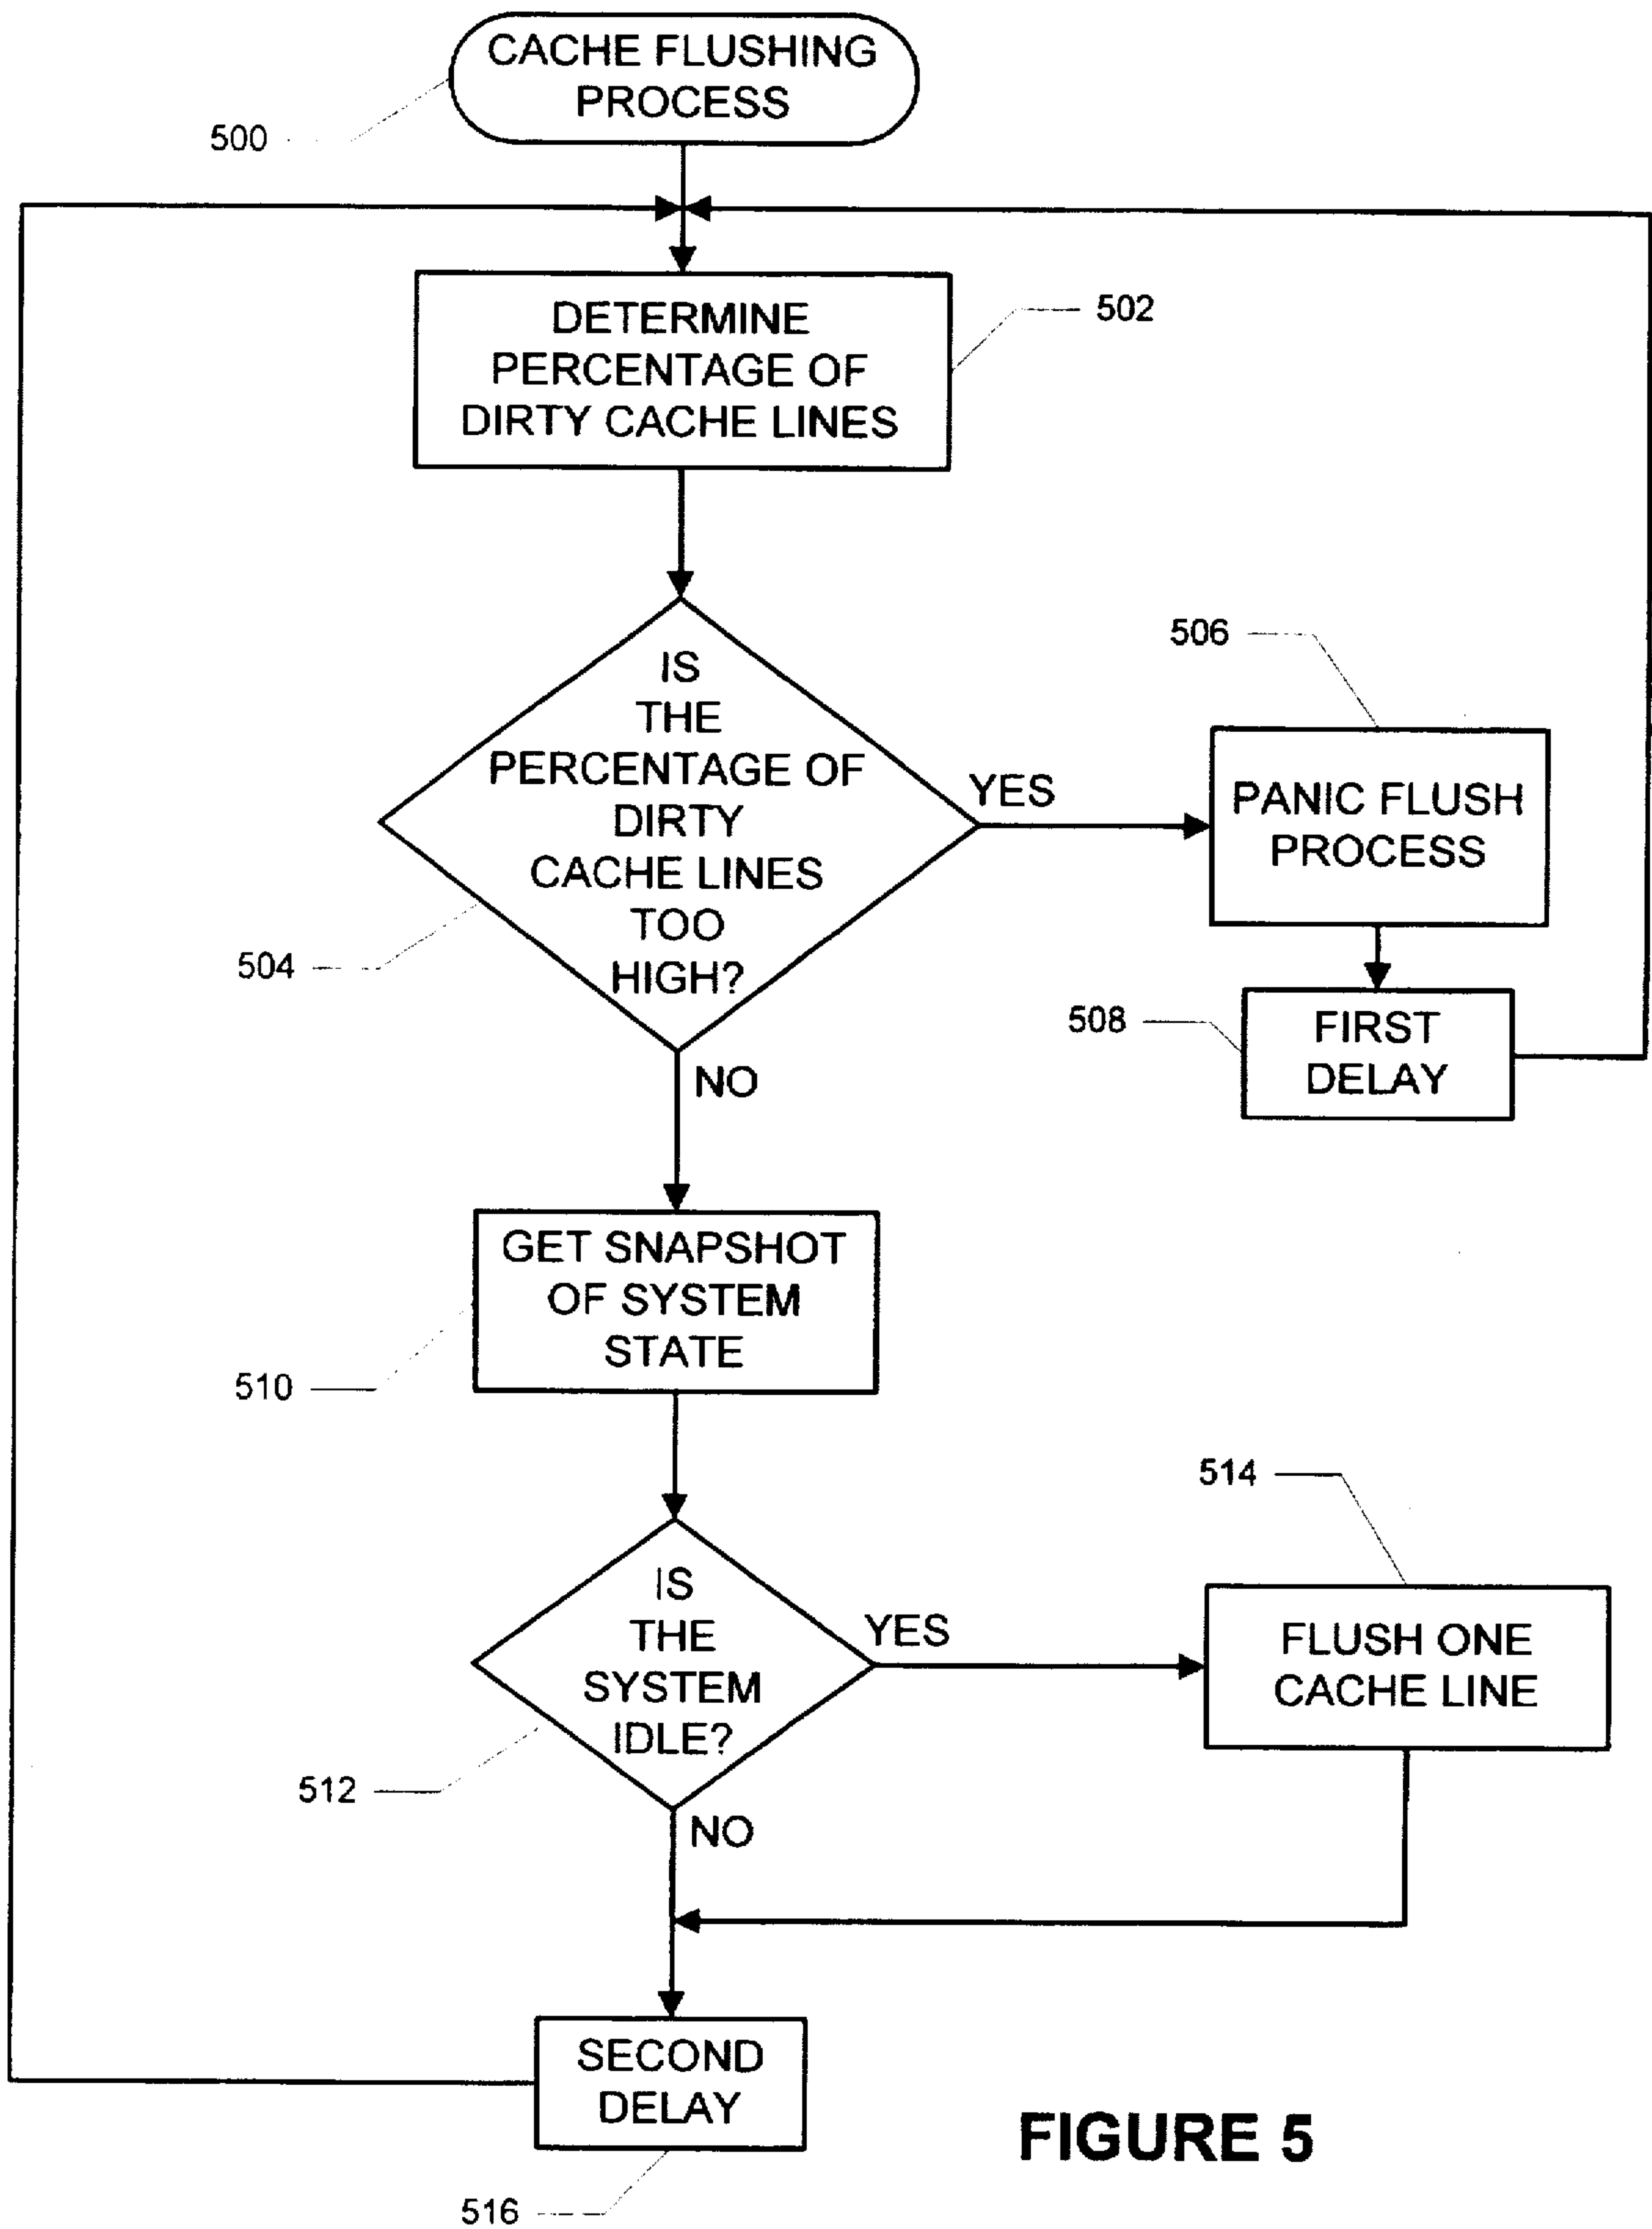 CACHE FLUSHING
PROCESS
500
DETERMINE
PERCENTAGE OF
DIRTY CACHE LINES
502
IS
THE
PERCENTAGE OF
DIRTY
CACHE LINES
TOO
HIGH?
504
YES
506
PANIC FLUSH
PROCESS
508
FIRST
DELAY
NO
GET SNAPSHOT
OF SYSTEM
STATE
510
IS
THE
SYSTEM
IDLE?
512
YES
514
FLUSH ONE
CACHE LINE
NO
SECOND
DELAY
516
FIGURE 5